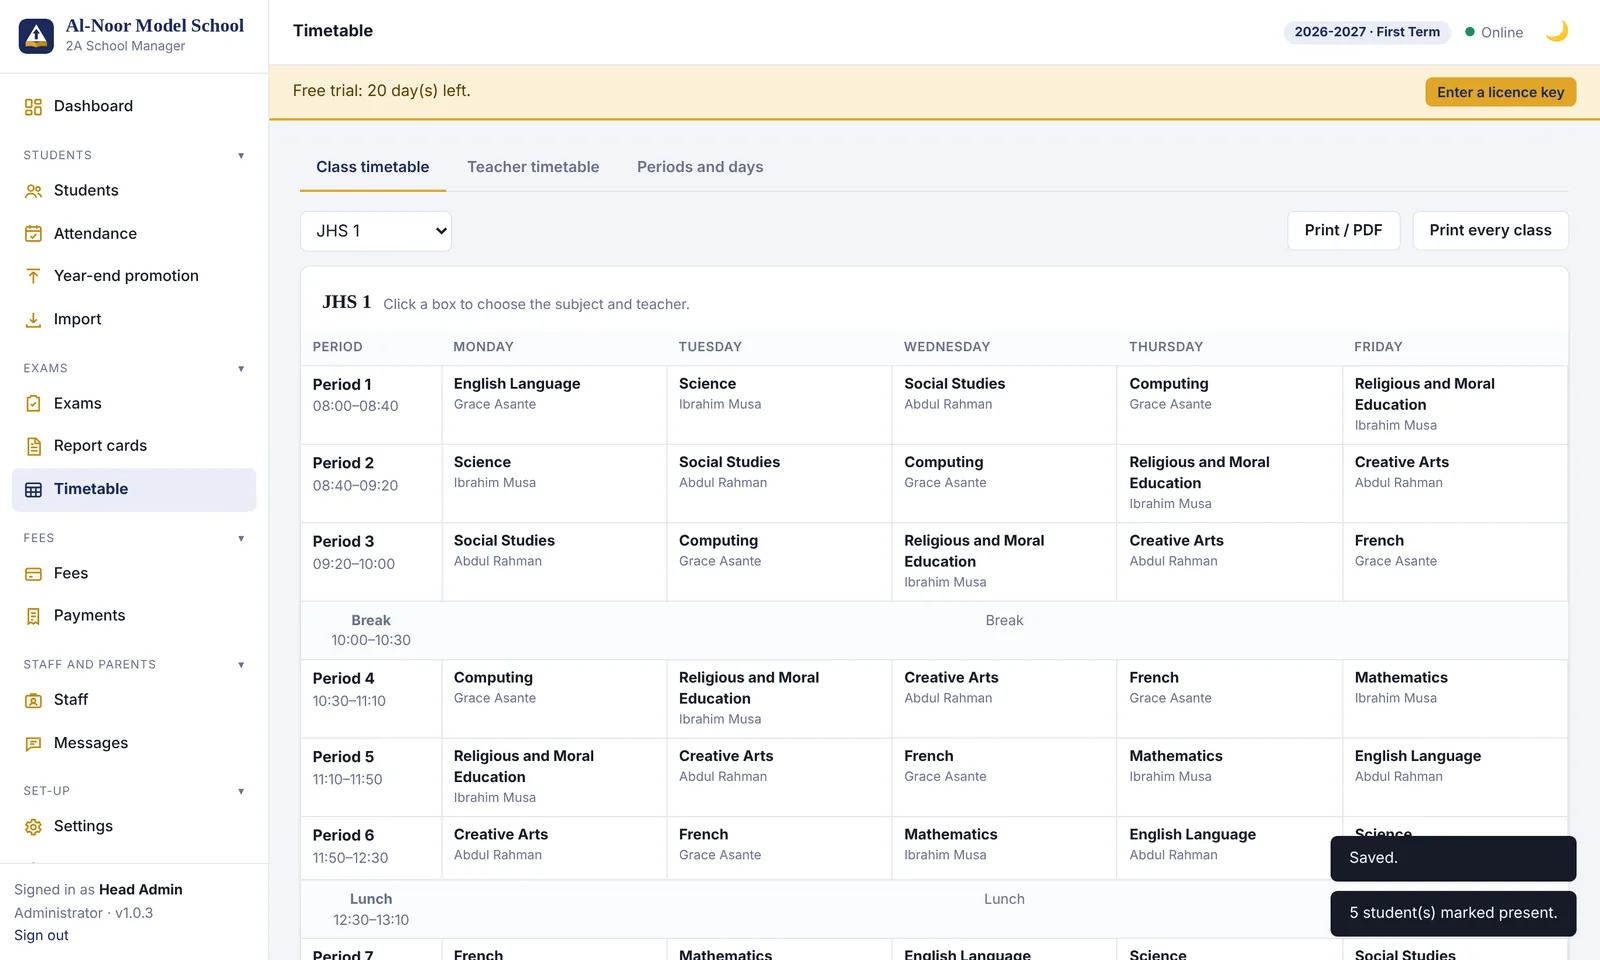 Al-Noor Model School
2A School Manager
Dashboard
STUDENTS
Students
Attendance
Year-end promotion
Import
EXAMS
Exams
Report cards
Timetable
FEES
Fees
Payments
STAFF AND PARENTS
Staff
Messages
SET-UP
Settings
Signed in as Head Admin
Administrator · v1.0.3
Sign out
Timetable
2026-2027 · First Term
Online
Free trial: 20 day(s) left.
Enter a licence key
Class timetable
Teacher timetable
Periods and days
JHS 1
Print / PDF
Print every class
JHS 1 Click a box to choose the subject and teacher.
PERIOD MONDAY TUESDAY WEDNESDAY THURSDAY FRIDAY
Period 1
08:00–08:40
English Language
Grace Asante
Science
Ibrahim Musa
Social Studies
Abdul Rahman
Computing
Grace Asante
Religious and Moral
Education
Ibrahim Musa
Period 2
08:40–09:20
Science
Ibrahim Musa
Social Studies
Abdul Rahman
Computing
Grace Asante
Religious and Moral
Education
Ibrahim Musa
Creative Arts
Abdul Rahman
Period 3
09:20–10:00
Social Studies
Abdul Rahman
Computing
Grace Asante
Religious and Moral
Education
Ibrahim Musa
Creative Arts
Abdul Rahman
French
Grace Asante
Break
10:00–10:30
Break
Period 4
10:30–11:10
Computing
Grace Asante
Religious and Moral
Education
Ibrahim Musa
Creative Arts
Abdul Rahman
French
Grace Asante
Mathematics
Ibrahim Musa
Period 5
11:10–11:50
Religious and Moral
Education
Ibrahim Musa
Creative Arts
Abdul Rahman
French
Grace Asante
Mathematics
Ibrahim Musa
English Language
Abdul Rahman
Period 6
11:50–12:30
Creative Arts
Abdul Rahman
French
Grace Asante
Mathematics
Ibrahim Musa
English Language
Abdul Rahman
Science
Lunch
12:30–13:10
Lunch
Period 7
French
Mathematics
English Language
Science
Social Studies
Saved.
5 student(s) marked present.